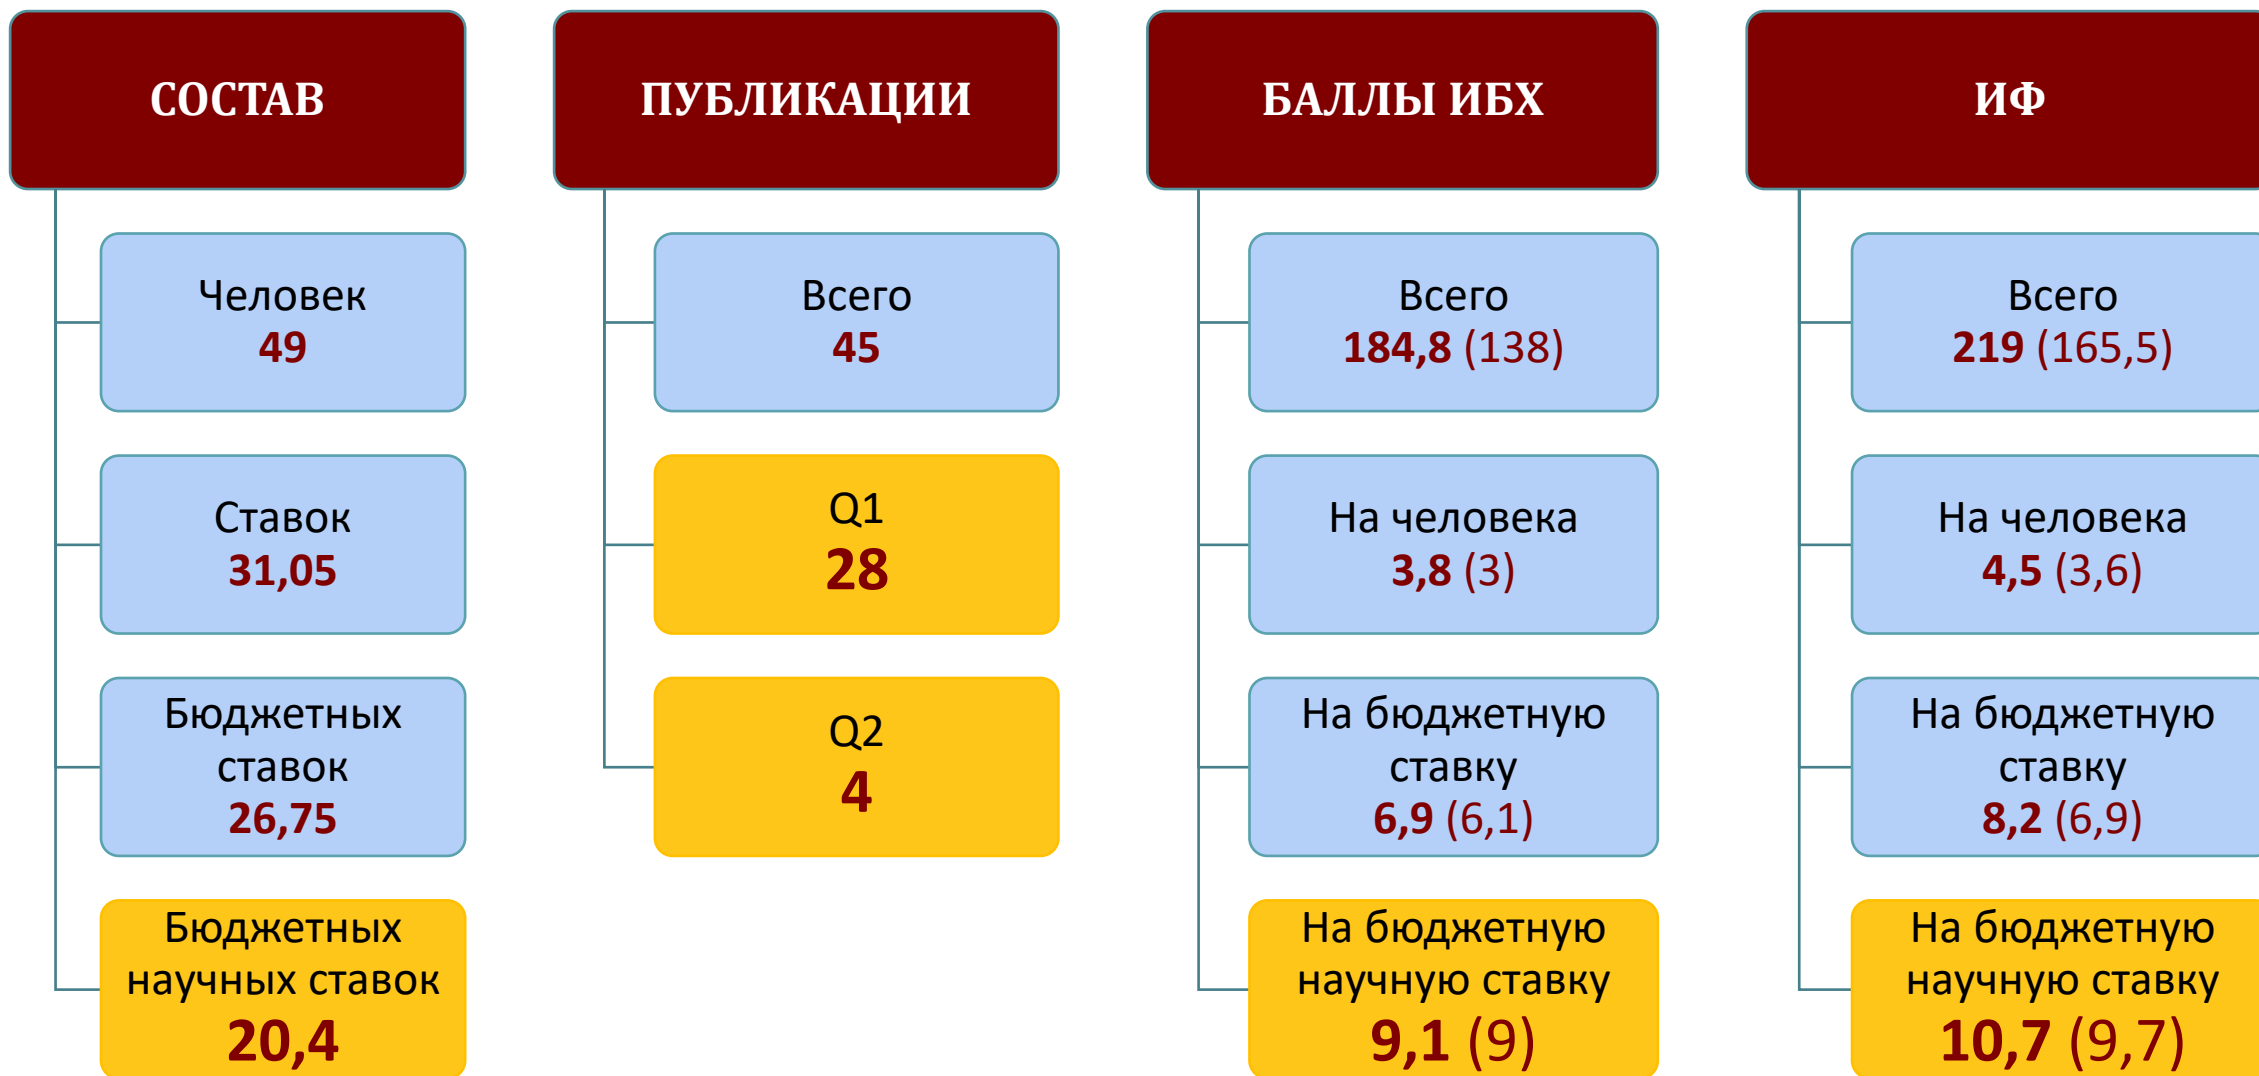 СОСТАВ
Человек
49
Ставок
31,05
Бюджетных
ставок
26,75
Бюджетных
научных ставок
20,4
ПУБЛИКАЦИИ
Всего
45
Q1
28
Q2
4
БАЛЛЫ ИБХ
Всего
184,8 (138)
На человека
3,8 (3)
На бюджетную
ставку
6,9 (6,1)
На бюджетную
научную ставку
9,1 (9)
ИФ
Всего
219 (165,5)
На человека
4,5 (3,6)
На бюджетную
ставку
8,2 (6,9)
На бюджетную
научную ставку
10,7 (9,7)